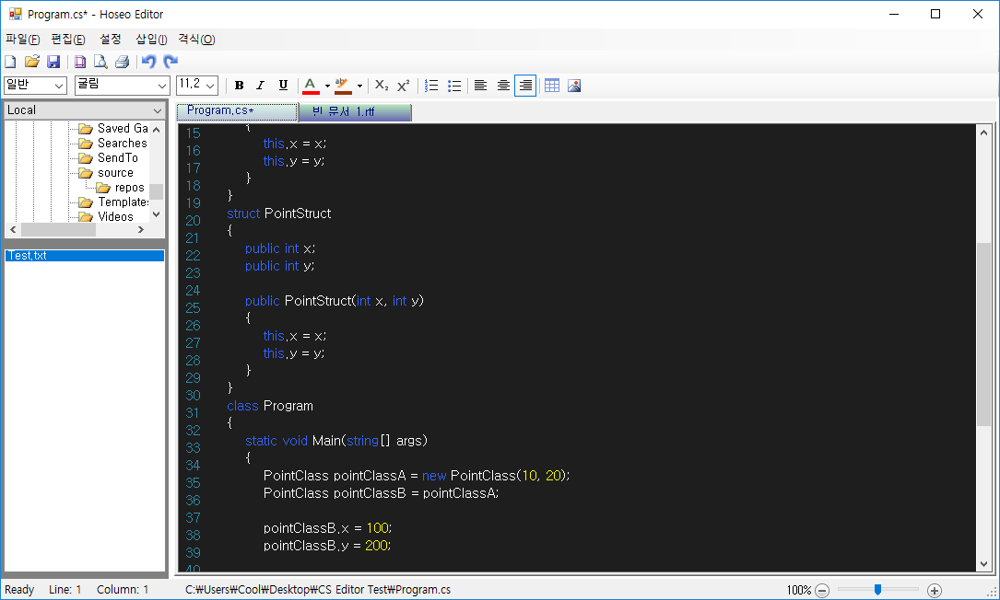 Program.cs* - Hoseo Editor
파일(F) 편집(E) 설정 삽입(I) 격식(O)
일반 굴림 11.2 B I U A X₂ X²
Local
Saved Ga
Searches
SendTo
source
repos
Templates
Videos
Test.txt
Program.cs* 빈 문서 1.rtf
15 {
16 this.x = x;
17 this.y = y;
18 }
19 }
20 struct PointStruct
21 {
22 public int x;
23 public int y;
24
25 public PointStruct(int x, int y)
26 {
27 this.x = x;
28 this.y = y;
29 }
30 }
31 class Program
32 {
33 static void Main(string[] args)
34 {
35 PointClass pointClassA = new PointClass(10, 20);
36 PointClass pointClassB = pointClassA;
37
38 pointClassB.x = 100;
39 pointClassB.y = 200;
40
Ready Line: 1 Column: 1 C:₩Users₩Cool₩Desktop₩CS Editor Test₩Program.cs 100%